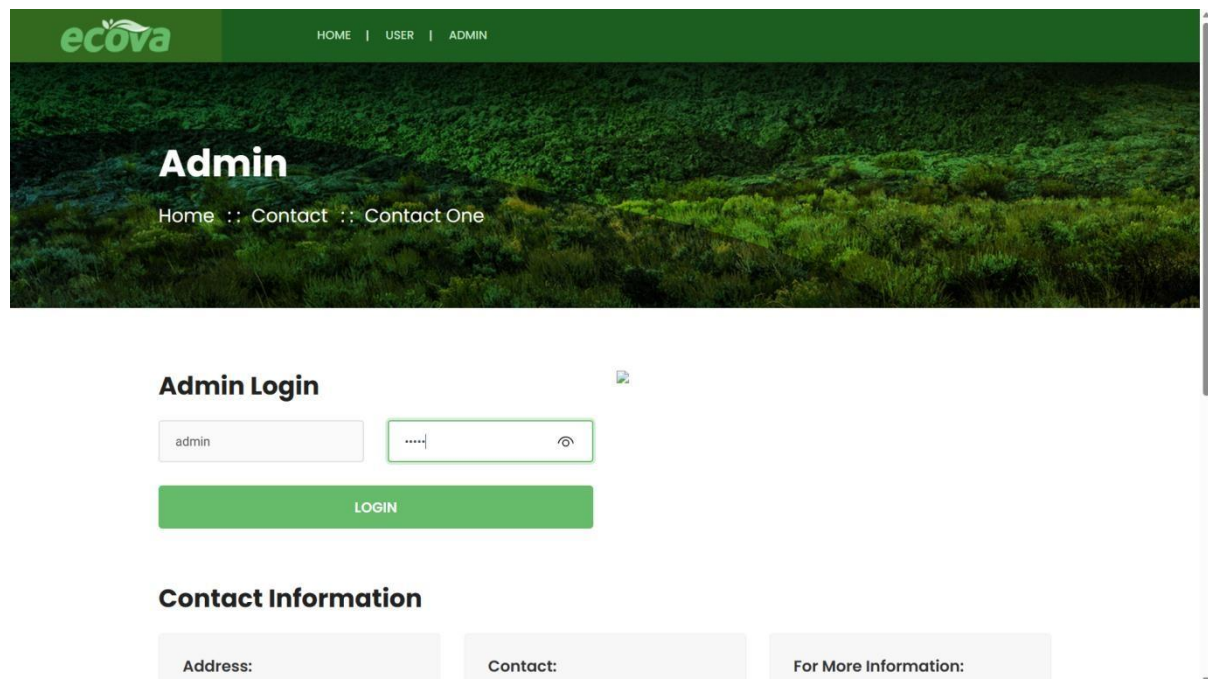 ecova
HOME | USER | ADMIN
Admin
Home :: Contact :: Contact One
Admin Login
admin
•••••
LOGIN
Contact Information
Address:
Contact:
For More Information: